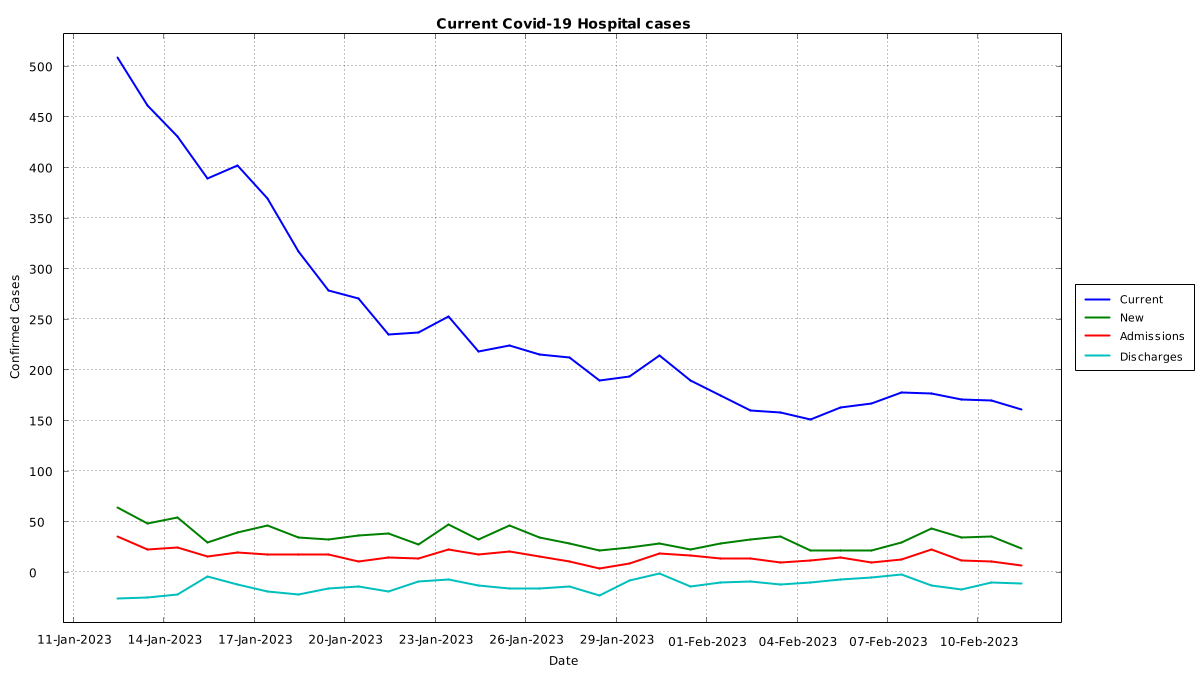 Current Covid-19 Hospital cases
500
450
400
350
300
250
200
150
100
50
0
Confirmed Cases
11-Jan-2023 14-Jan-2023 17-Jan-2023 20-Jan-2023 23-Jan-2023 26-Jan-2023 29-Jan-2023 01-Feb-2023 04-Feb-2023 07-Feb-2023 10-Feb-2023
Date
Current
New
Admissions
Discharges